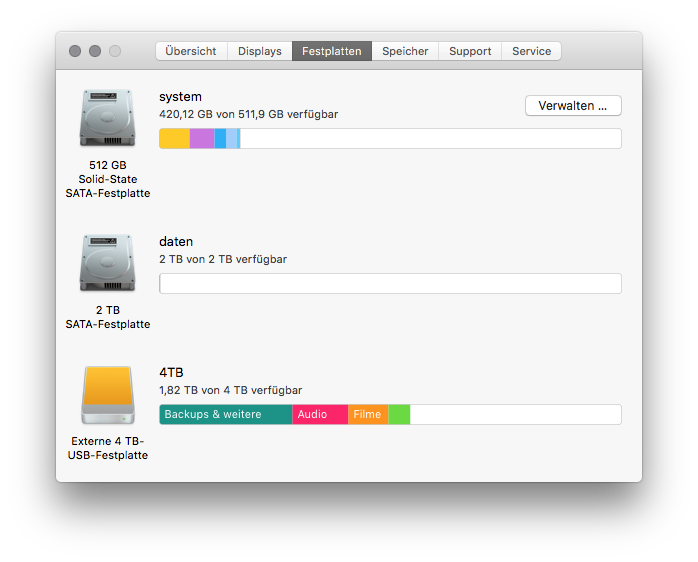 Übersicht Displays Festplatten Speicher Support Service
system
420,12 GB von 511,9 GB verfügbar
Verwalten ...
512 GB
Solid-State
SATA-Festplatte
daten
2 TB von 2 TB verfügbar
2 TB
SATA-Festplatte
4TB
1,82 TB von 4 TB verfügbar
Backups & weitere Audio Filme
Externe 4 TB-
USB-Festplatte